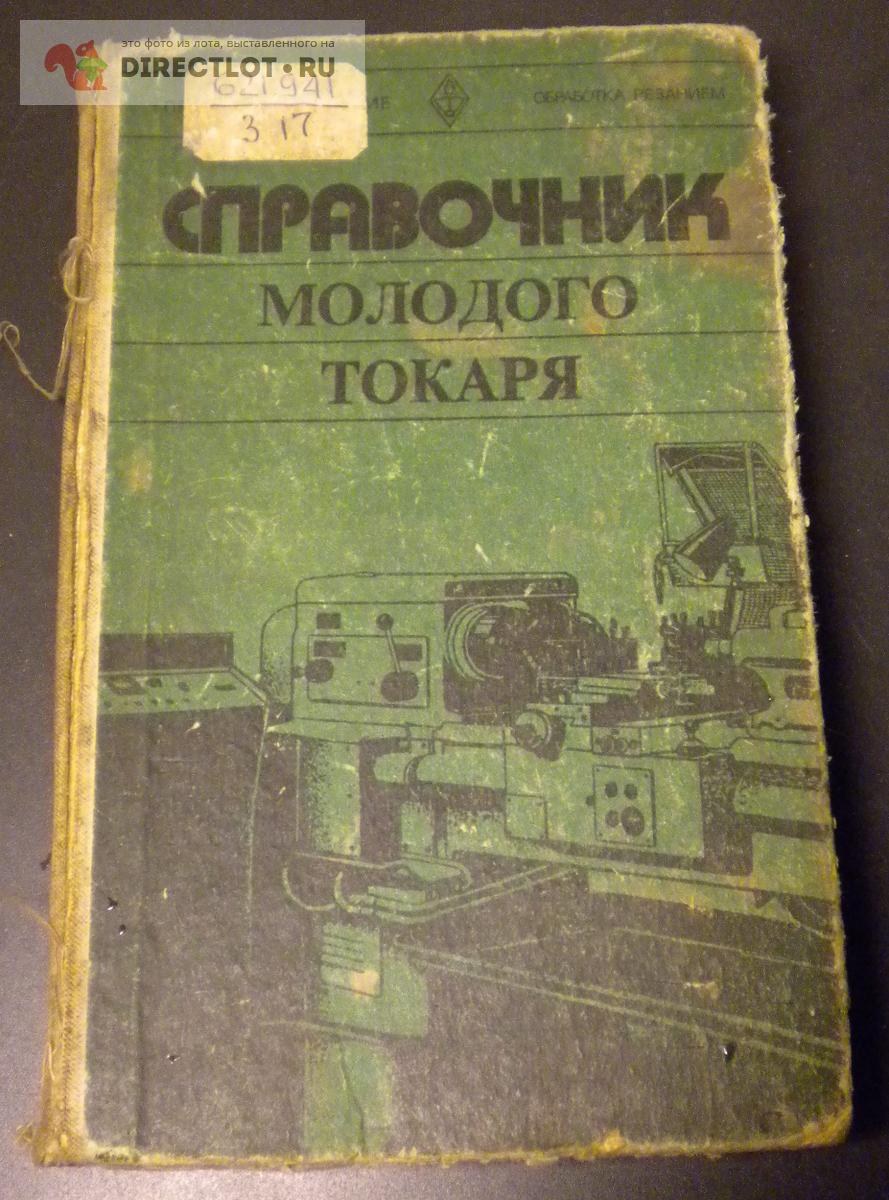 это фото из лота, выставленного на
DIRECTLOT.RU
621 941
3 17
ОБРАБОТКА РЕЗАНИЕМ
СПРАВОЧНИК
МОЛОДОГО
ТОКАРЯ